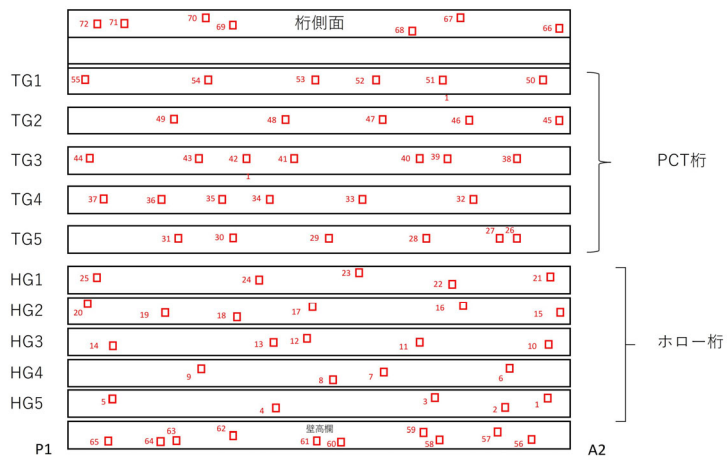 72 71 70 69 桁側面 68 67 66
TG1 55 54 53 52 51 50
1
TG2 49 48 47 46 45
TG3 44 43 42 41 40 39 38 PCT桁
1
TG4 37 36 35 34 33 32
TG5 31 30 29 28 27 26
HG1 25 24 23 22 21
HG2 20 19 18 17 16 15
HG3 14 13 12 11 10 ホロー桁
HG4 9 8 7 6
HG5 5 4 3 2 1
壁高欄
65 64 63 62 61 60 59 58 57 56
P1 A2